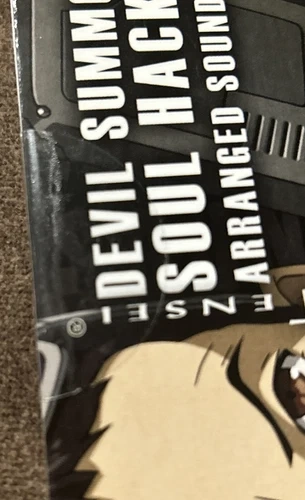 DEVIL SUMMO
SOUL HACK
ARRANGED SOUND